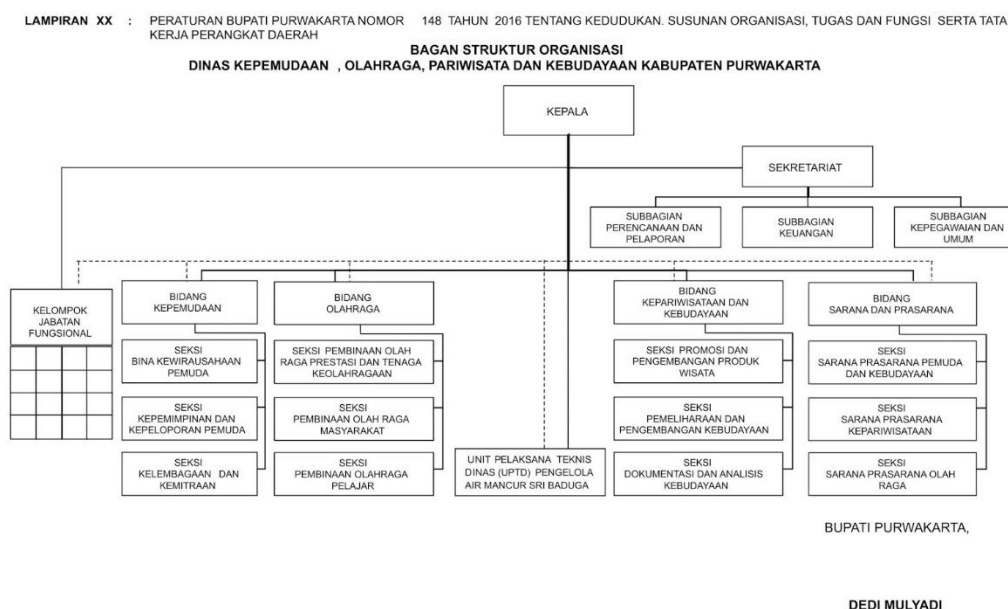 LAMPIRAN XX : PERATURAN BUPATI PURWAKARTA NOMOR 148 TAHUN 2016 TENTANG KEDUDUKAN. SUSUNAN ORGANISASI, TUGAS DAN FUNGSI SERTA TATA
KERJA PERANGKAT DAERAH
BAGAN STRUKTUR ORGANISASI
DINAS KEPEMUDAAN , OLAHRAGA, PARIWISATA DAN KEBUDAYAAN KABUPATEN PURWAKARTA
KEPALA
SEKRETARIAT
SUBBAGIAN
PERENCANAAN DAN
PELAPORAN
SUBBAGIAN
KEUANGAN
SUBBAGIAN
KEPEGAWAIAN DAN
UMUM
KELOMPOK
JABATAN
FUNGSIONAL
BIDANG
KEPEMUDAAN
SEKSI
BINA KEWIRAUSAHAAN
PEMUDA
SEKSI
KEPEMIMPINAN DAN
KEPELOPORAN PEMUDA
SEKSI
KELEMBAGAAN DAN
KEMITRAAN
BIDANG
OLAHRAGA
SEKSI PEMBINAAN OLAH
RAGA PRESTASI DAN TENAGA
KEOLAHRAGAAN
SEKSI
PEMBINAAN OLAH RAGA
MASYARAKAT
SEKSI
PEMBINAAN OLAHRAGA
PELAJAR
UNIT PELAKSANA TEKNIS
DINAS (UPTD) PENGELOLA
AIR MANCUR SRI BADUGA
BIDANG
KEPARIWISATAAN DAN
KEBUDAYAAN
SEKSI PROMOSI DAN
PENGEMBANGAN PRODUK
WISATA
SEKSI
PEMELIHARAAN DAN
PENGEMBANGAN KEBUDAYAAN
SEKSI
DOKUMENTASI DAN ANALISIS
KEBUDAYAAN
BIDANG
SARANA DAN PRASARANA
SEKSI
SARANA PRASARANA PEMUDA
DAN KEBUDAYAAN
SEKSI
SARANA PRASARANA
KEPARIWISATAAN
SEKSI
SARANA PRASARANA OLAH
RAGA
BUPATI PURWAKARTA,
DEDI MULYADI